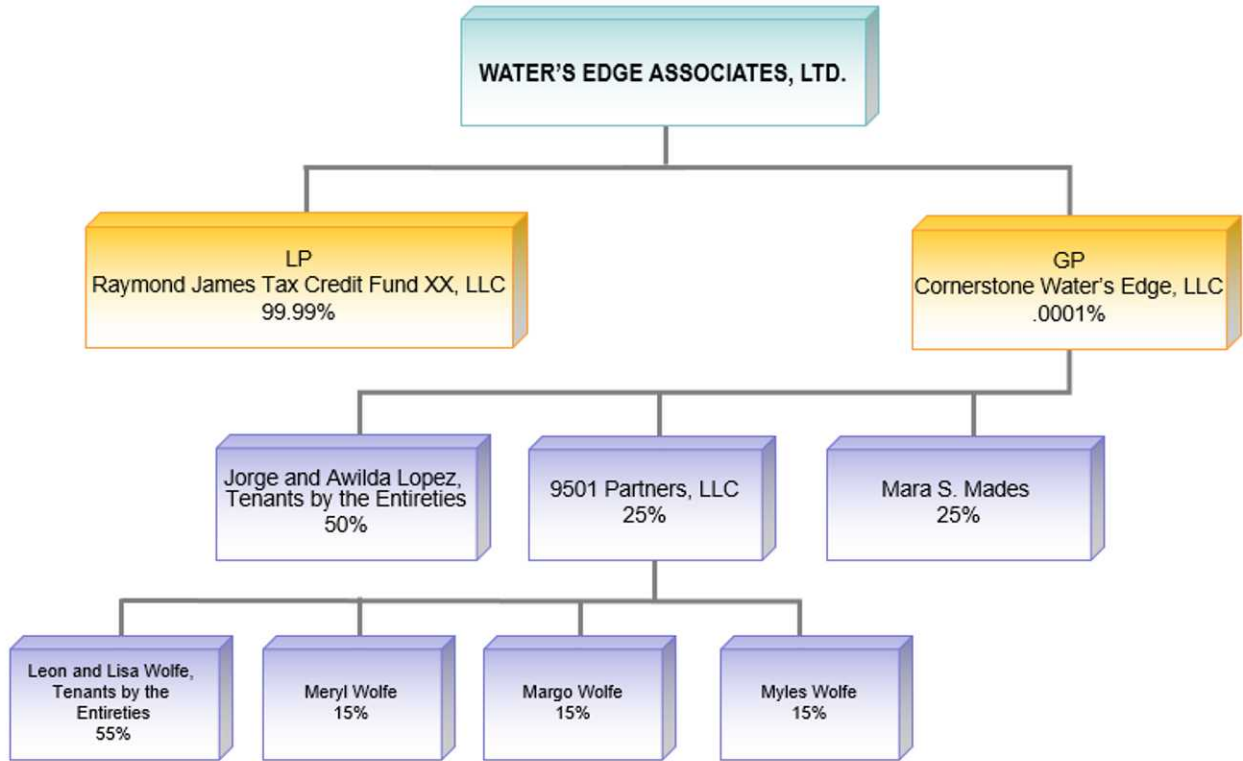 WATER'S EDGE ASSOCIATES, LTD.
LP
Raymond James Tax Credit Fund XX, LLC
99.99%
GP
Cornerstone Water's Edge, LLC
.0001%
Jorge and Awilda Lopez,
Tenants by the Entireties
50%
9501 Partners, LLC
25%
Mara S. Mades
25%
Leon and Lisa Wolfe,
Tenants by the
Entireties
55%
Meryl Wolfe
15%
Margo Wolfe
15%
Myles Wolfe
15%